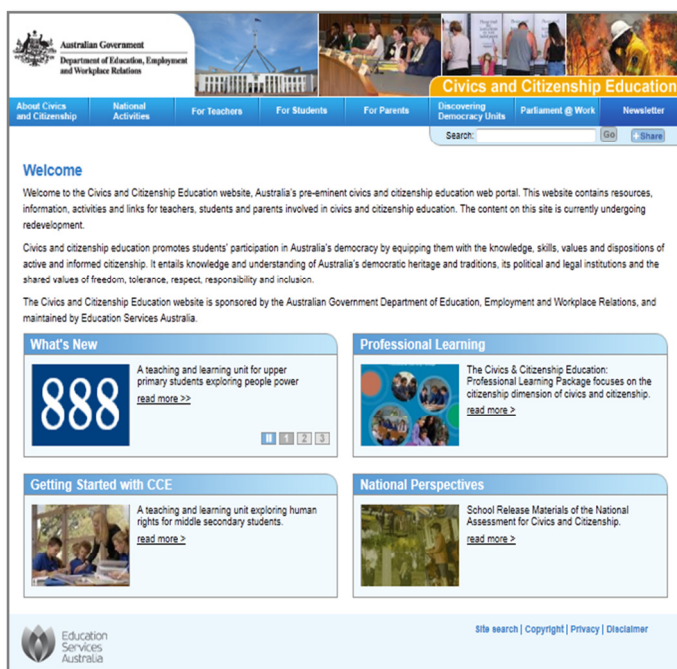 Australian Government
Department of Education, Employment
and Workplace Relations
Civics and Citizenship Education
About Civics
and Citizenship
National
Activities
For Teachers
For Students
For Parents
Discovering
Democracy Units
Parliament @ Work
Newsletter
Search:
Go
+ Share
Welcome
Welcome to the Civics and Citizenship Education website, Australia's pre-eminent civics and citizenship education web portal. This website contains resources,
information, activities and links for teachers, students and parents involved in civics and citizenship education. The content on this site is currently undergoing
redevelopment.
Civics and citizenship education promotes students' participation in Australia's democracy by equipping them with the knowledge, skills, values and dispositions of
active and informed citizenship. It entails knowledge and understanding of Australia's democratic heritage and traditions, its political and legal institutions and the
shared values of freedom, tolerance, respect, responsibility and inclusion.
The Civics and Citizenship Education website is sponsored by the Australian Government Department of Education, Employment and Workplace Relations, and
maintained by Education Services Australia.
What's New
888
A teaching and learning unit for upper
primary students exploring people power
read more >>
1 2 3
Professional Learning
The Civics & Citizenship Education:
Professional Learning Package focuses on the
citizenship dimension of civics and citizenship.
read more >
Getting Started with CCE
A teaching and learning unit exploring human
rights for middle secondary students.
read more >
National Perspectives
School Release Materials of the National
Assessment for Civics and Citizenship.
read more >
Education
Services
Australia
Site search | Copyright | Privacy | Disclaimer